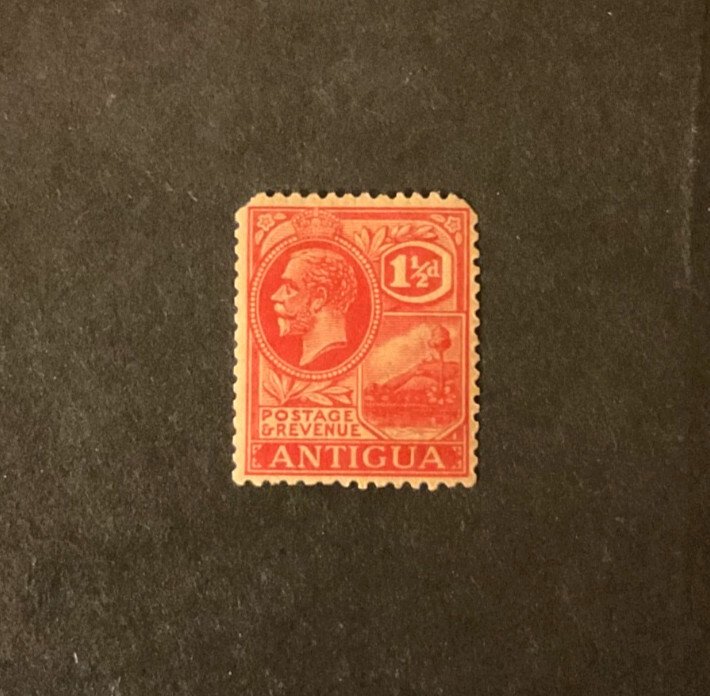 1½d
POSTAGE
& REVENUE
ANTIGUA